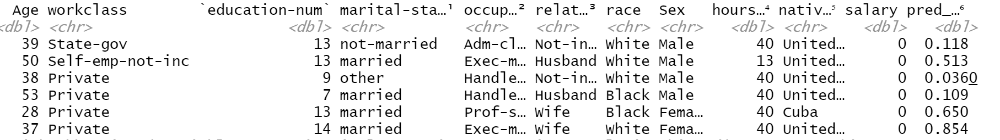 Age workclass `education-num` marital-sta…¹ occup…² relat…³ race Sex hours…⁴ nativ…⁵ salary pred_…⁶
<dbl> <chr> <dbl> <chr> <chr> <chr> <chr> <chr> <dbl> <chr> <dbl> <dbl>
39 State-gov 13 not-married Adm-cl… Not-in… White Male 40 United… 0 0.118
50 Self-emp-not-inc 13 married Exec-m… Husband White Male 13 United… 0 0.513
38 Private 9 other Handle… Not-in… White Male 40 United… 0 0.0360
53 Private 7 married Handle… Husband Black Male 40 United… 0 0.109
28 Private 13 married Prof-s… Wife Black Fema… 40 Cuba 0 0.650
37 Private 14 married Exec-m… Wife White Fema… 40 United… 0 0.854